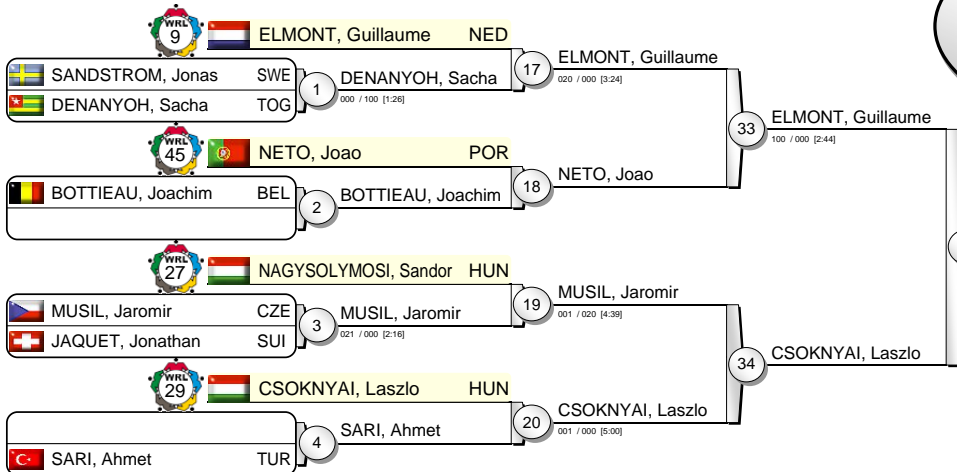 WRL
9
ELMONT, Guillaume NED
SANDSTROM, Jonas SWE
DENANYOH, Sacha TOG
1
DENANYOH, Sacha
000 / 100 [1:26]
17
ELMONT, Guillaume
020 / 000 [3:24]
WRL
45
NETO, Joao POR
BOTTIEAU, Joachim BEL
2
BOTTIEAU, Joachim
18
NETO, Joao
33
ELMONT, Guillaume
100 / 000 [2:44]
WRL
27
NAGYSOLYMOSI, Sandor HUN
MUSIL, Jaromir CZE
JAQUET, Jonathan SUI
3
MUSIL, Jaromir
021 / 000 [2:16]
19
MUSIL, Jaromir
001 / 020 [4:39]
WRL
29
CSOKNYAI, Laszlo HUN
SARI, Ahmet TUR
4
SARI, Ahmet
20
CSOKNYAI, Laszlo
001 / 000 [5:00]
34
CSOKNYAI, Laszlo